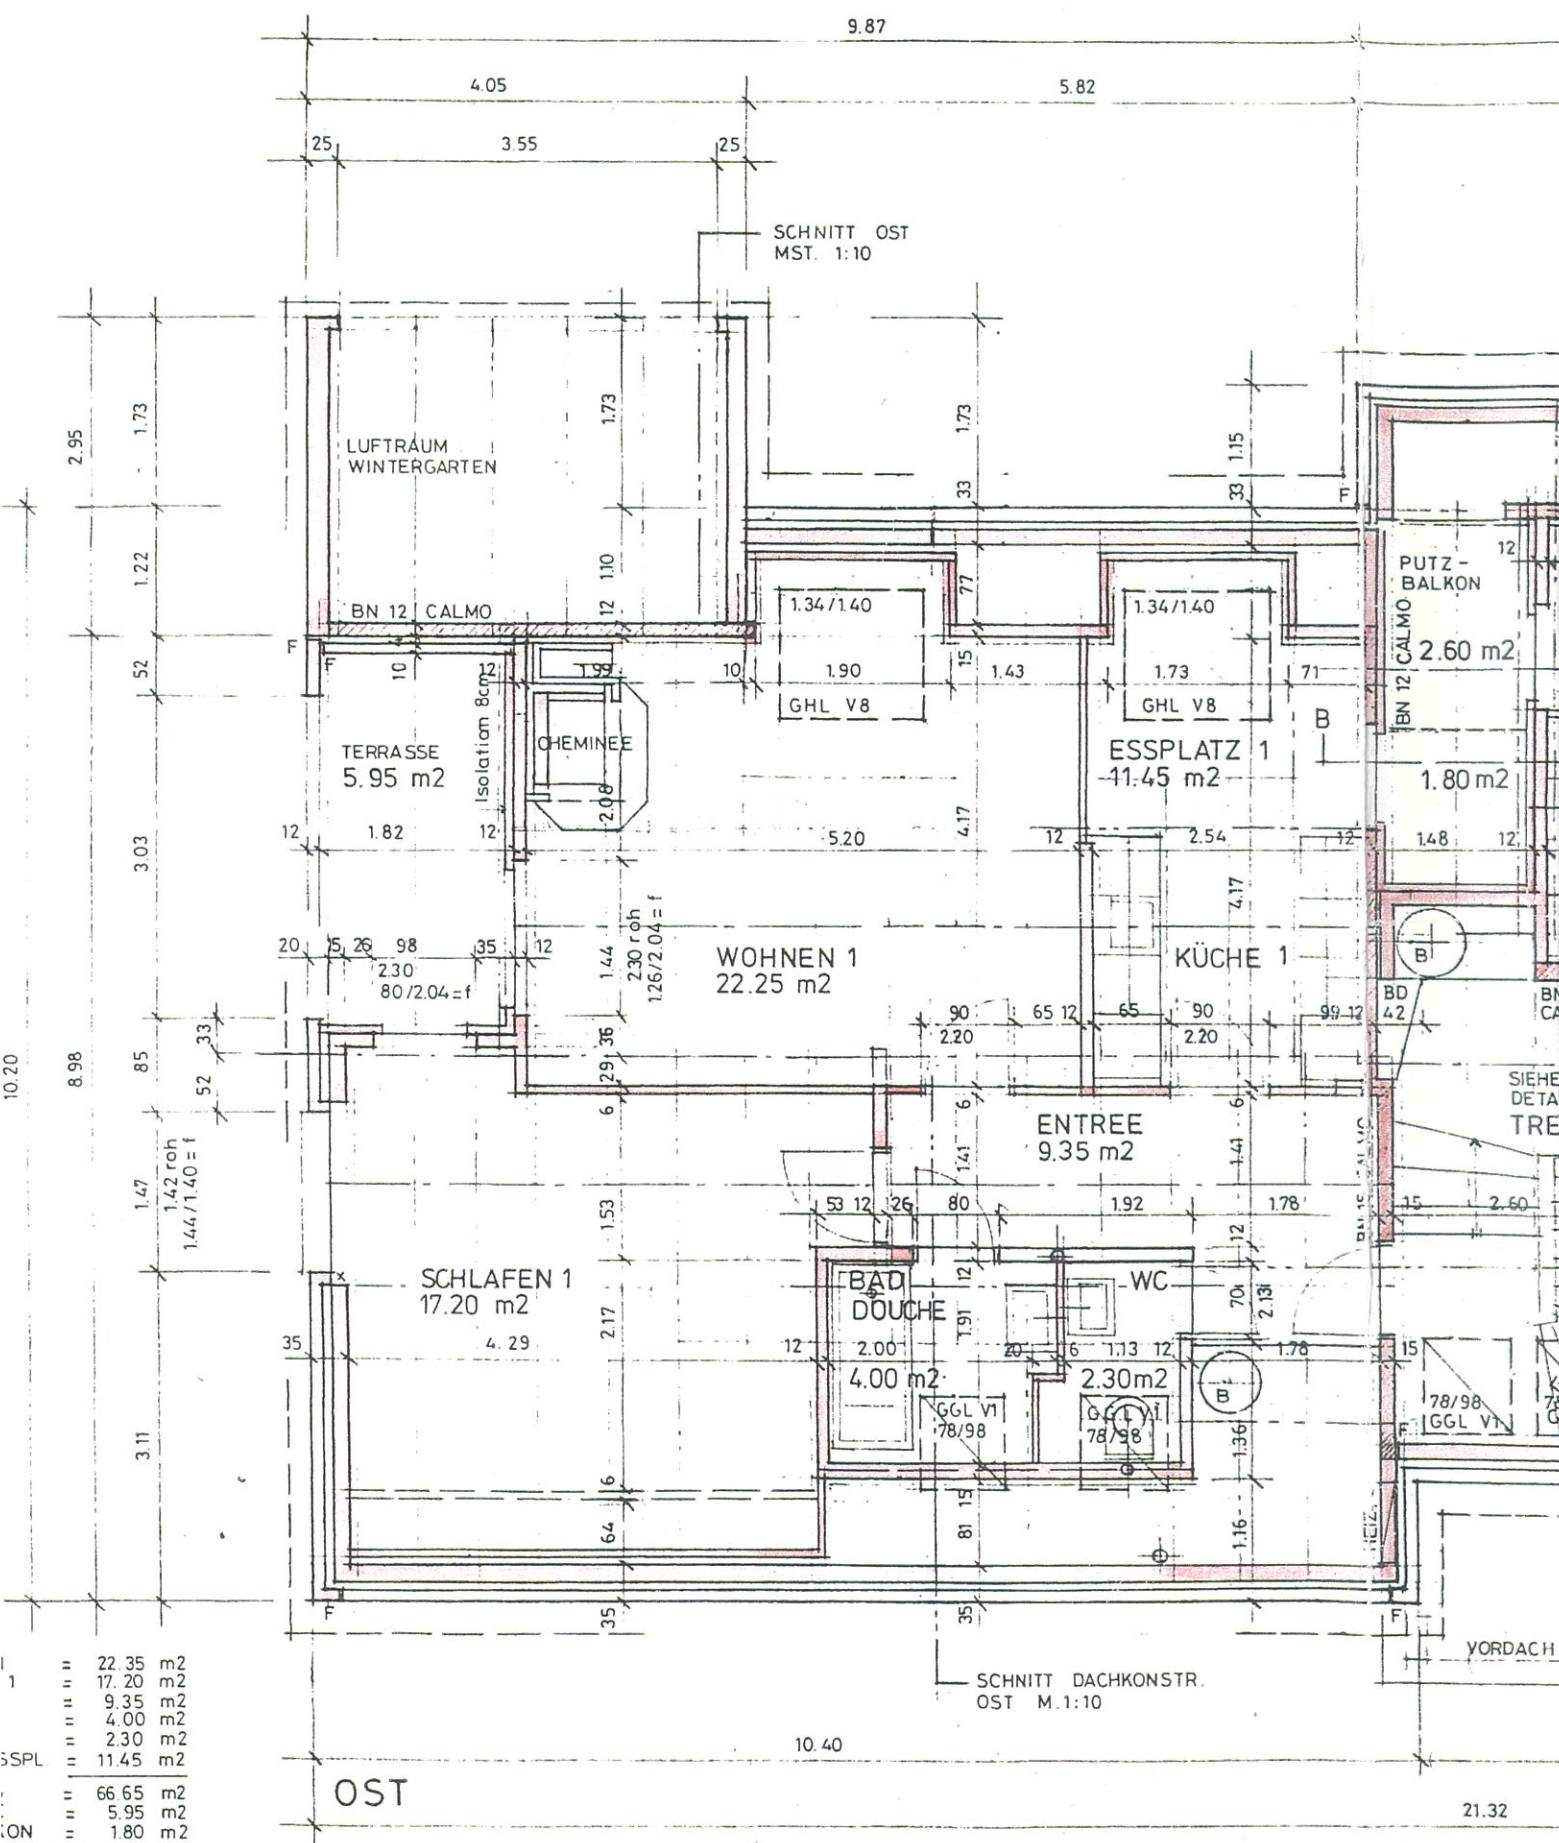 9.87
4.05
5.82
25
3.55
25
SCHNITT OST
MST. 1:10
2.95
1.73
1.73
1.73
1.15
LUFTRAUM
WINTERGARTEN
33
33
F
10.20
1.22
1.10
77
12
PUTZ-
BALKON
1.34/1.40
1.34/1.40
BN 12 CALMO
12
BN 12 CALMO
2.60 m2
F
F
52
10
12
1.99
10
1.90
15
1.43
1.73
71
GHL V8
GHL V8
B
Isolation 8cm
CHEMINEE
TERRASSE
5.95 m2
ESSPLATZ 1
11.45 m2
1.80 m2
2.08
4.17
3.03
12
1.82
12
5.20
12
2.54
12
1.48
12
4.17
20
15
26
98
35
12
2.30
80/2.04=f
1.44
230 roh
1.26/2.04=f
WOHNEN 1
22.25 m2
KÜCHE 1
B
8.98
85
33
36
90
2.20
65
12
65
90
2.20
99
12
BD
42
BN
CA
52
29
6
6
6
SIEHE
DETA
TRE
ENTREE
9.35 m2
1.47
1.42 roh
1.44/1.40=f
1.53
1.41
1.41
53
12
26
80
1.92
1.78
15
2.60
12
SCHLAFEN 1
17.20 m2
BAD
DOUCHE
12
WC
70
2.13
2.17
1.91
35
4.29
12
2.00
20
6
1.13
12
1.78
15
4.00 m2
2.30m2
B
GGL V1
78/98
GGL V1
78/98
78/98
GGL V1
F
3.11
1.36
6
64
15
81
1.16
HEIZ.
35
35
F
F
VORDACH
= 22.35 m2
1 = 17.20 m2
= 9.35 m2
= 4.00 m2
= 2.30 m2
SSPL = 11.45 m2
= 66.65 m2
= 5.95 m2
KON = 1.80 m2
SCHNITT DACHKONSTR.
OST M.1:10
10.40
OST
21.32